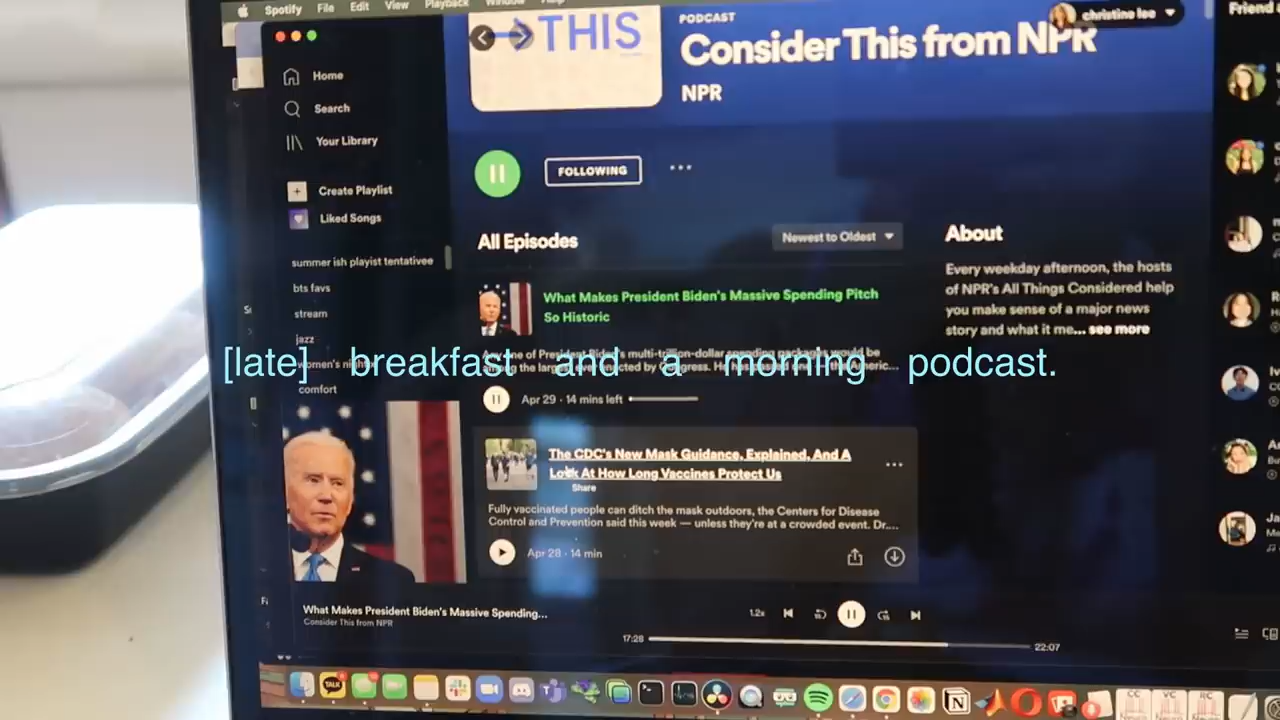 Spotify File Edit View Playback Window Help
THIS
PODCAST
Consider This from NPR
NPR
christine lee
Friend
Home
Search
Your Library
Create Playlist
Liked Songs
summer ish playist tentativee
bts favs
stream
jazz
comfort
FOLLOWING
All Episodes
Newest to Oldest
What Makes President Biden's Massive Spending Pitch
So Historic
Apr 29 · 14 mins left
The CDC's New Mask Guidance, Explained, And A
Look At How Long Vaccines Protect Us
Share
Fully vaccinated people can ditch the mask outdoors, the Centers for Disease
Control and Prevention said this week — unless they're at a crowded event. Dr....
Apr 28 · 14 min
About
Every weekday afternoon, the hosts
of NPR's All Things Considered help
you make sense of a major news
story and what it me... see more
[late] breakfast and a morning podcast.
What Makes President Biden's Massive Spending...
Consider This from NPR
1.2x
17:28
22:07
TALK